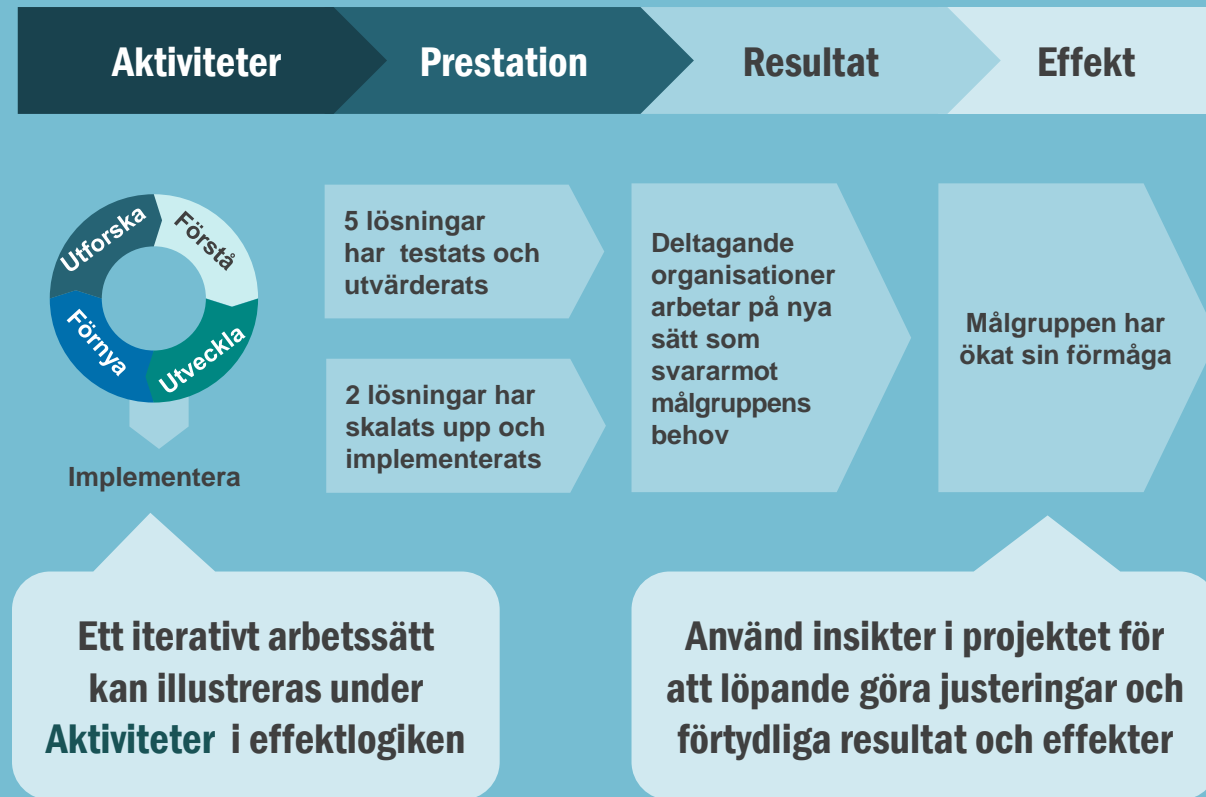 Aktiviteter
Prestation
Resultat
Effekt
Utforska
Förstå
Förnya
Utveckla
Implementera
5 lösningar
har testats och
utvärderats
2 lösningar har
skalats upp och
implementerats
Deltagande
organisationer
arbetar på nya
sätt som
svararmot
målgruppens
behov
Målgruppen har
ökat sin förmåga
Ett iterativt arbetssätt
kan illustreras under
Aktiviteter i effektlogiken
Använd insikter i projektet för
att löpande göra justeringar och
förtydliga resultat och effekter